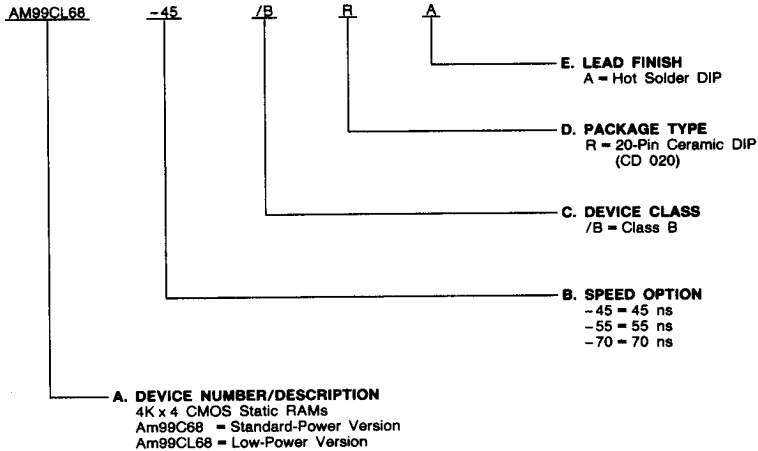 AM99CL68 -45 /B R A
E. LEAD FINISH
A = Hot Solder DIP
D. PACKAGE TYPE
R = 20-Pin Ceramic DIP
(CD 020)
C. DEVICE CLASS
/B = Class B
B. SPEED OPTION
-45 = 45 ns
-55 = 55 ns
-70 = 70 ns
A. DEVICE NUMBER/DESCRIPTION
4K x 4 CMOS Static RAMs
Am99C68 = Standard-Power Version
Am99CL68 = Low-Power Version